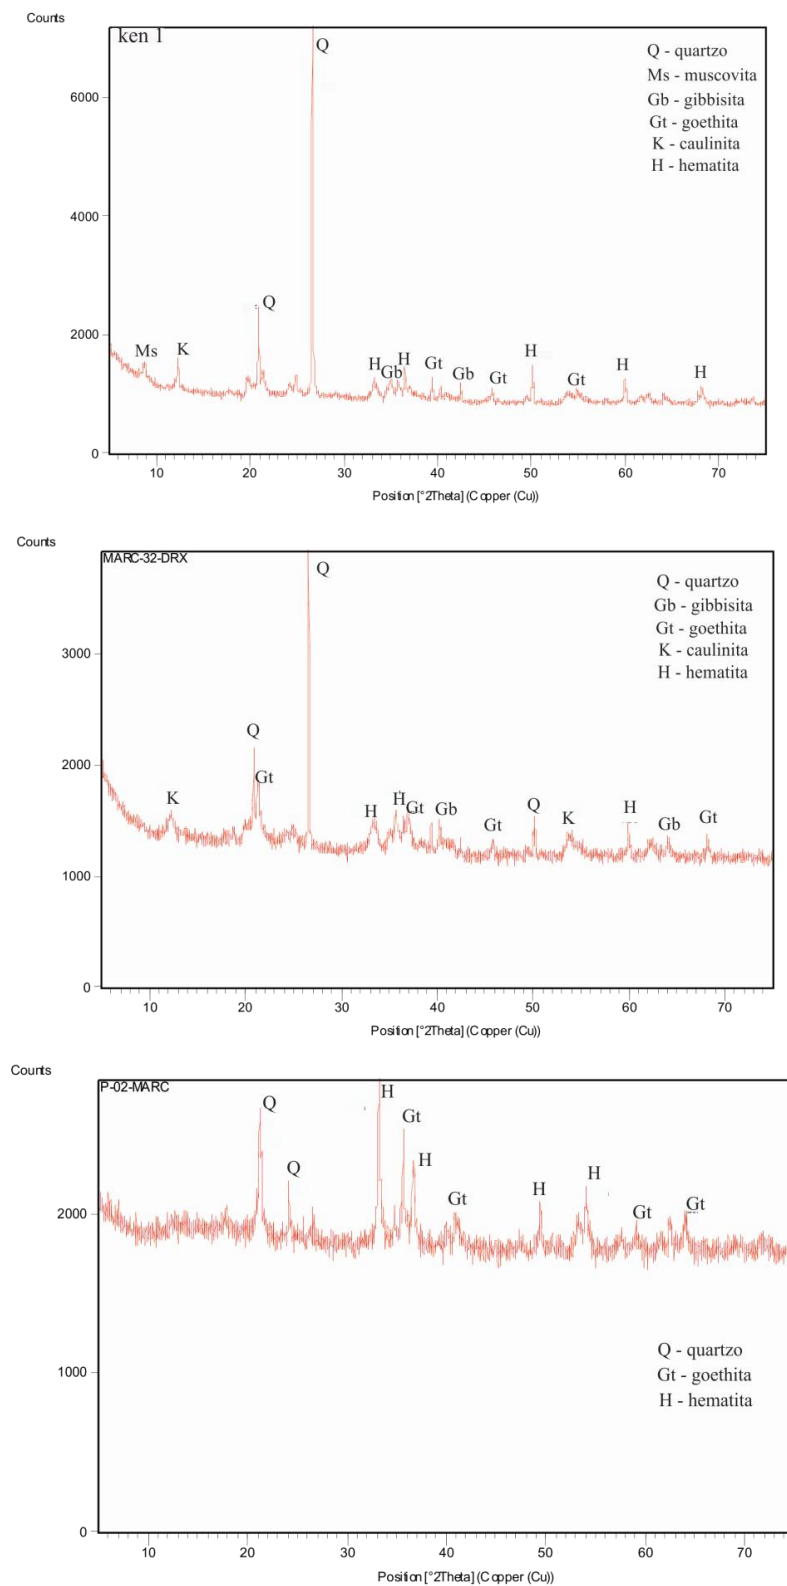 Counts
ken 1
Q
Q - quartzo
Ms - muscovita
Gb - gibbisita
Gt - goethita
K - caulinita
H - hematita
6000
4000
2000
0
Q
Ms K H Gb H Gt Gb Gt H Gt H H
10 20 30 40 50 60 70
Position [°2Theta] (Copper (Cu))
Counts
MARC-32-DRX
Q
Q - quartzo
Gb - gibbisita
Gt - goethita
K - caulinita
H - hematita
3000
2000
1000
0
Q
Gt
K H H Gt Gb Gt Q K H Gb Gt
10 20 30 40 50 60 70
Position [°2Theta] (Copper (Cu))
Counts
P-02-MARC
H
Q Gt
Q H Gt H H Gt Gt
2000
1000
0
Q - quartzo
Gt - goethita
H - hematita
10 20 30 40 50 60 70
Position [°2Theta] (Copper (Cu))